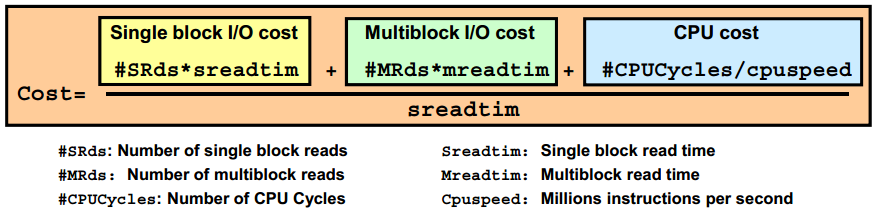 Single block I/O cost Multiblock I/O cost CPU cost
#SRds*sreadtim + #MRds*mreadtim + #CPUCycles/cpuspeed
Cost=
sreadtim
#SRds: Number of single block reads Sreadtim: Single block read time
#MRds: Number of multiblock reads Mreadtim: Multiblock read time
#CPUCycles: Number of CPU Cycles Cpuspeed: Millions instructions per second